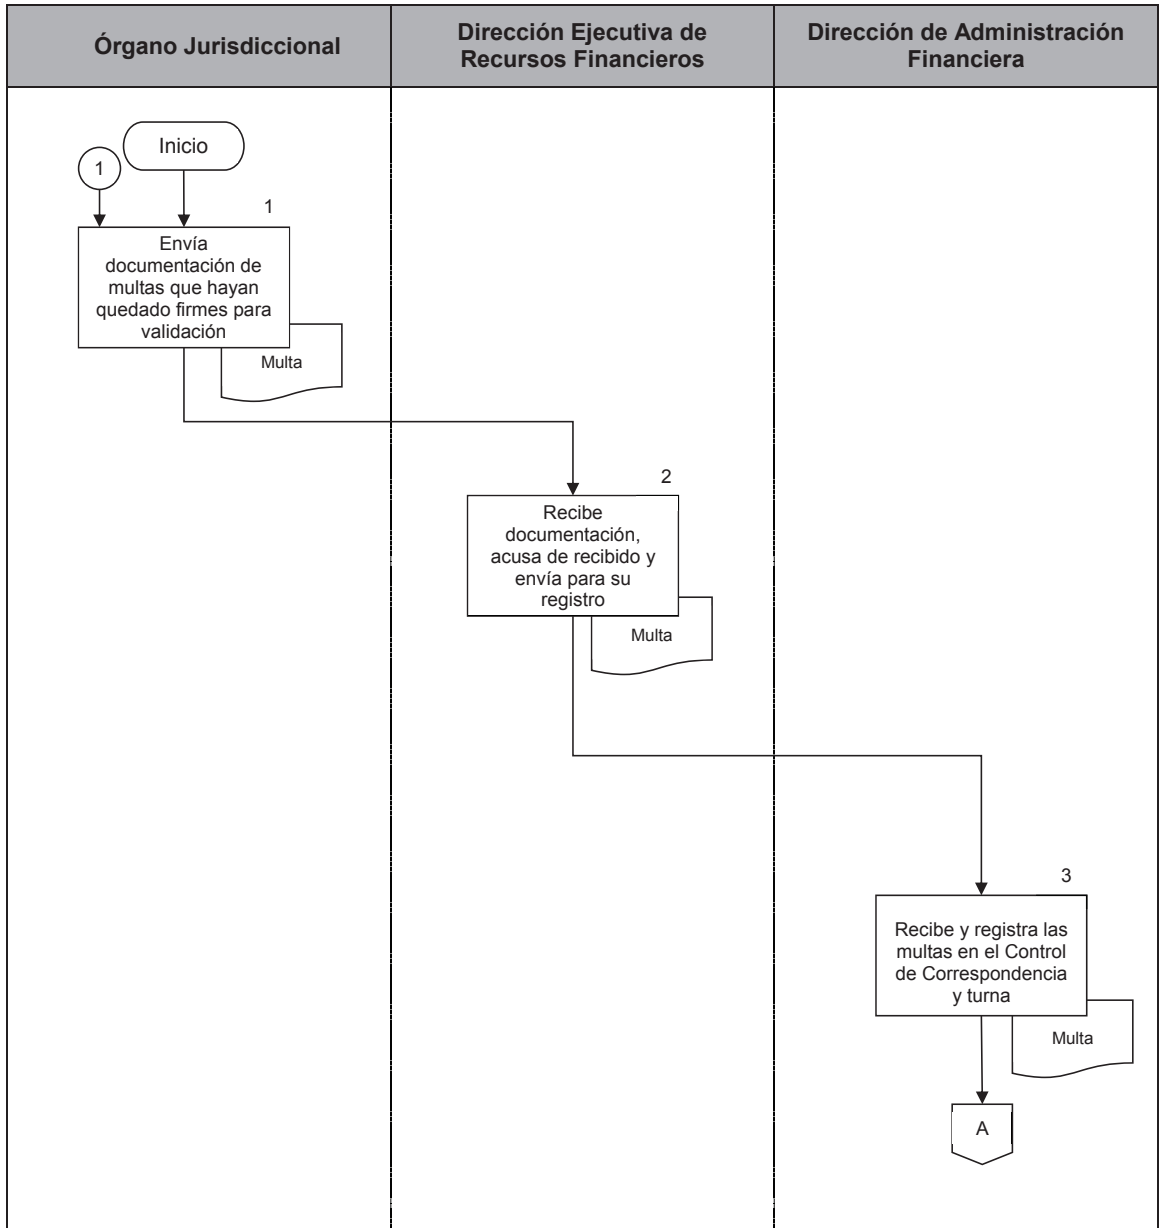 Órgano Jurisdiccional
Dirección Ejecutiva de
Recursos Financieros
Dirección de Administración
Financiera
Inicio
1
1
Envía
documentación de
multas que hayan
quedado firmes para
validación
Multa
2
Recibe
documentación,
acusa de recibido y
envía para su
registro
Multa
3
Recibe y registra las
multas en el Control
de Correspondencia
y turna
Multa
A